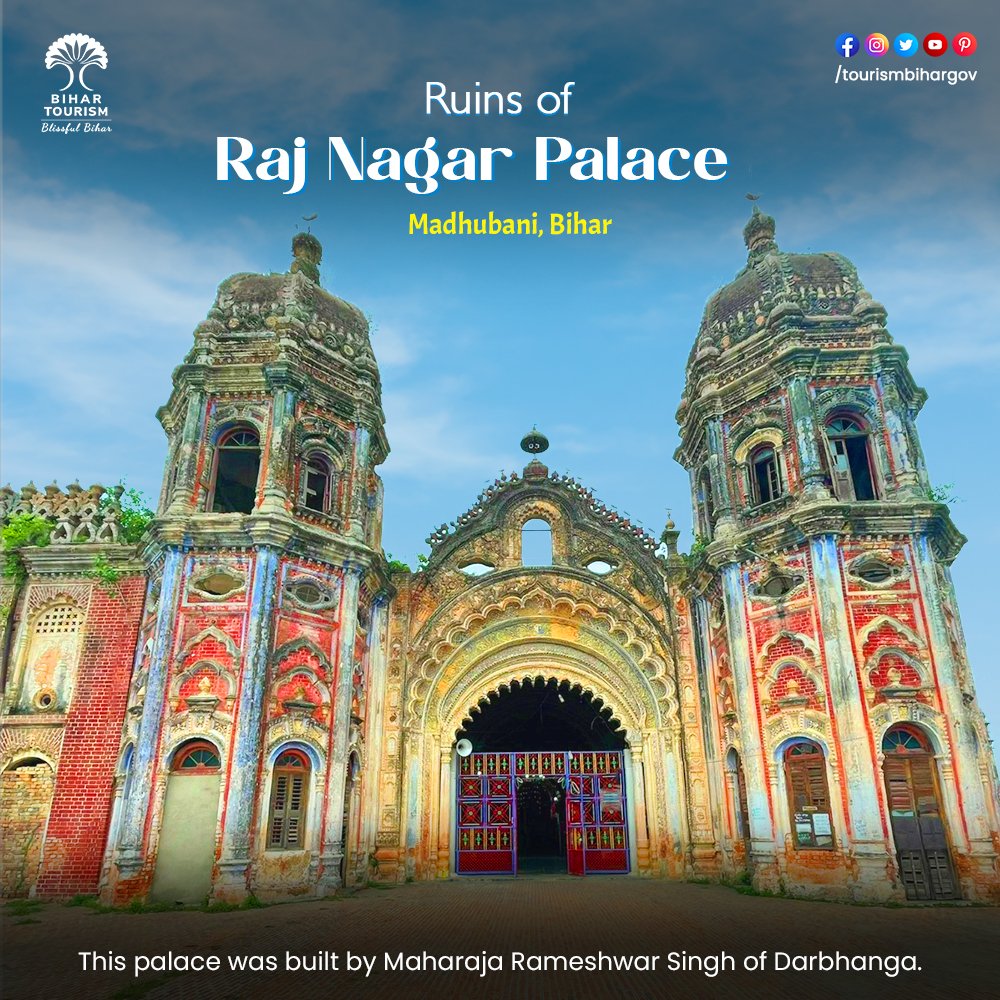 BIHAR
TOURISM
Blissful Bihar
/tourismbihargov
Ruins of
Raj Nagar Palace
Madhubani, Bihar
This palace was built by Maharaja Rameshwar Singh of Darbhanga.